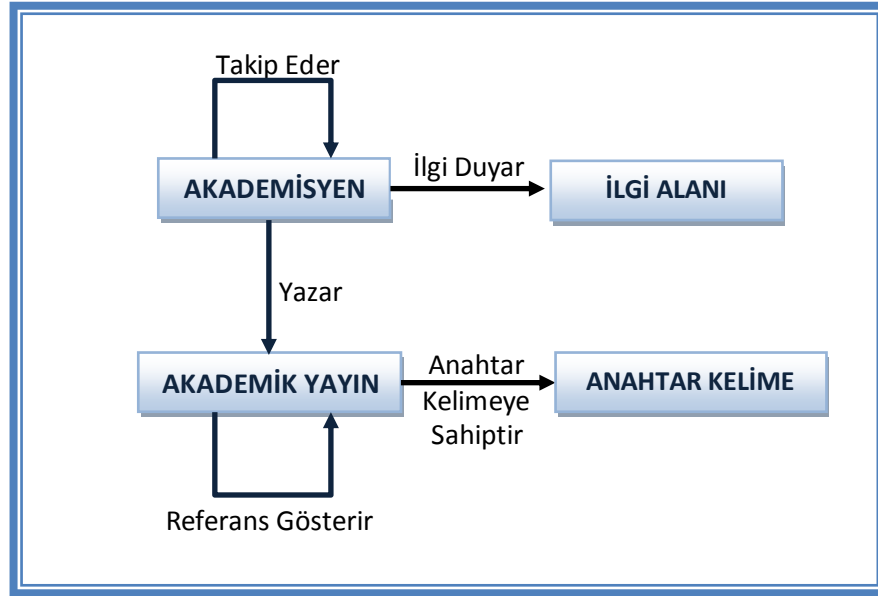 Takip Eder
AKADEMİSYEN
İlgi Duyar
İLGİ ALANI
Yazar
AKADEMİK YAYIN
Anahtar
Kelimeye
Sahiptir
ANAHTAR KELİME
Referans Gösterir